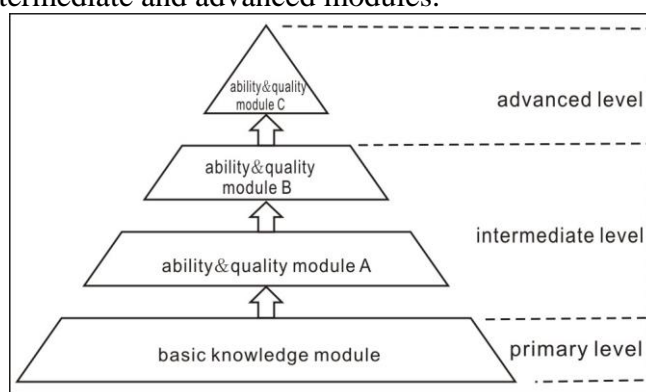 termediate and advanced modules.
ability&quality
module C
advanced level
ability&quality
module B
intermediate level
ability&quality module A
primary level
basic knowledge module